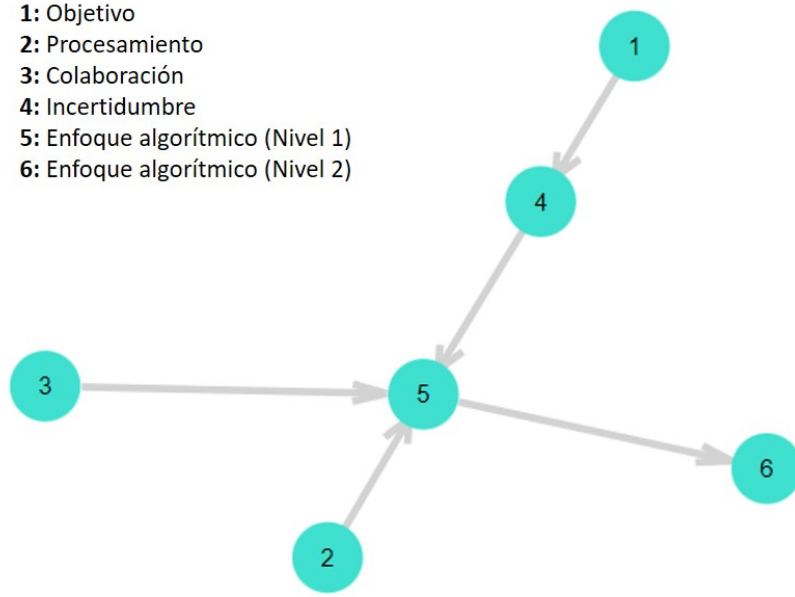 1: Objetivo
2: Procesamiento
3: Colaboración
4: Incertidumbre
5: Enfoque algorítmico (Nivel 1)
6: Enfoque algorítmico (Nivel 2)
1
4
3
5
6
2